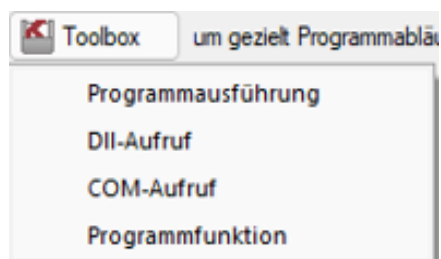 Toolbox um gezielt Programmabläu
Programmausführung
Dll-Aufruf
COM-Aufruf
Programmfunktion